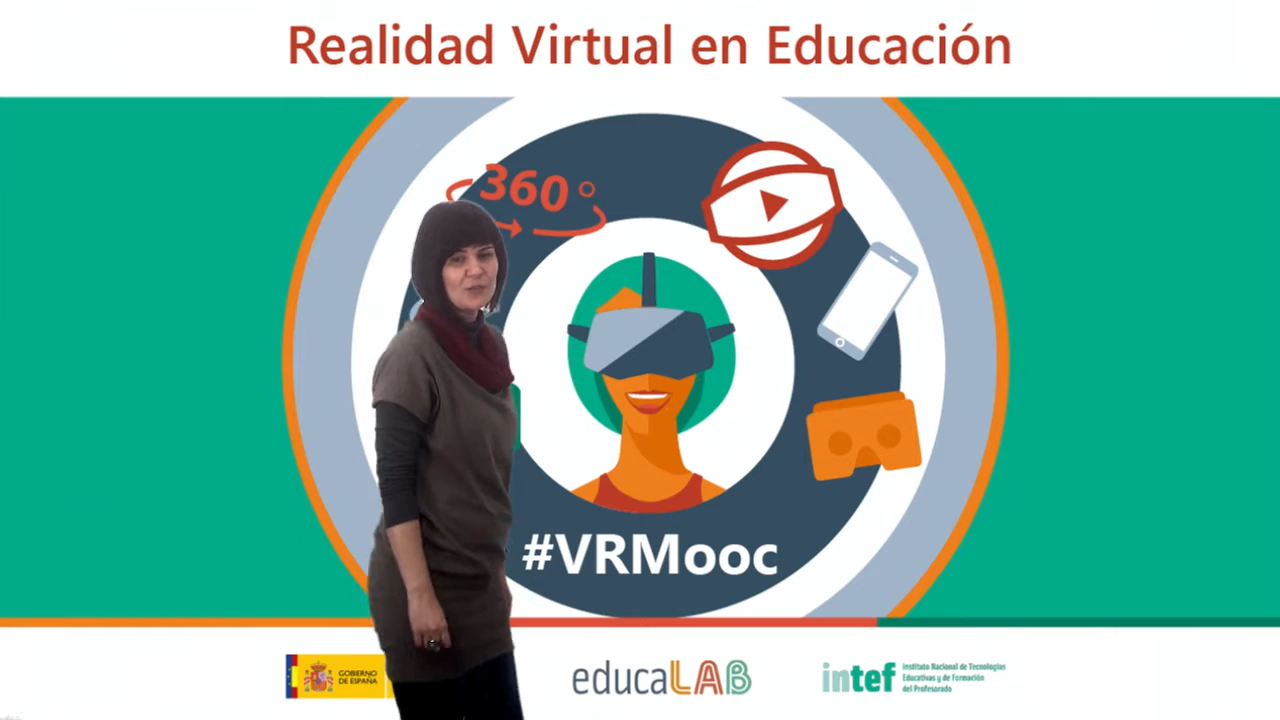 Realidad Virtual en Educación
360°
#VRMooc
GOBIERNO
DE ESPAÑA
educaLAB
intef
Instituto Nacional de Tecnologías
Educativas y de Formación
del Profesorado